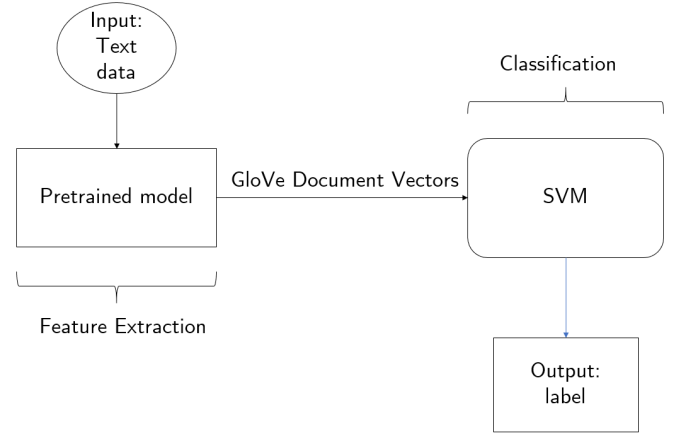 Input:
Text
data
Classification
Pretrained model
GloVe Document Vectors
SVM
Feature Extraction
Output:
label